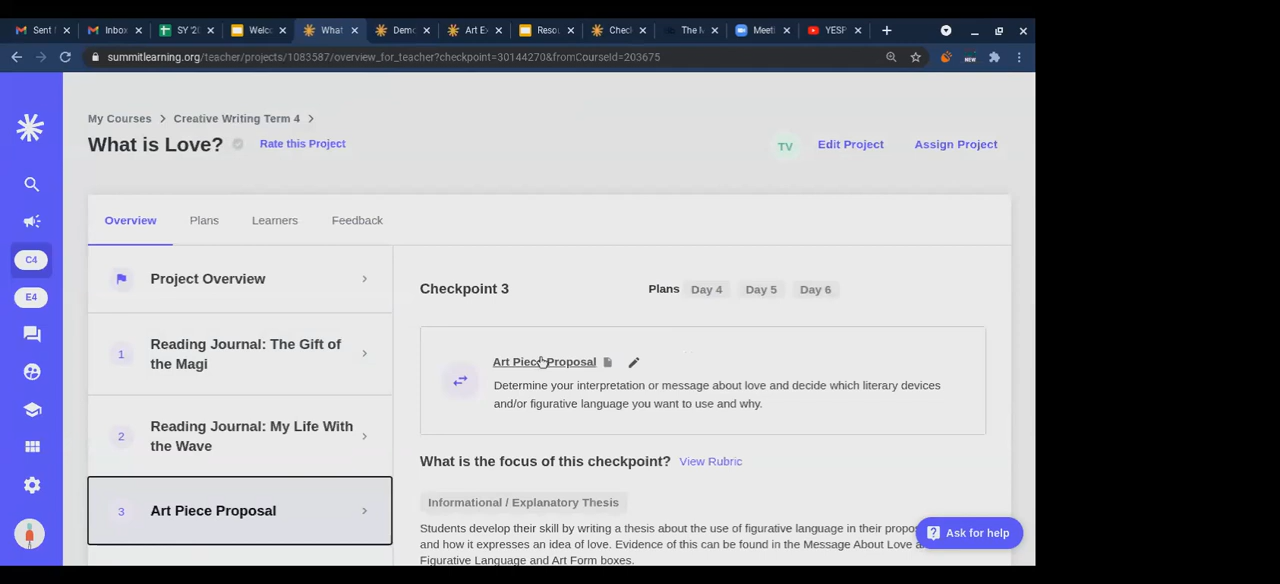 Sent
Inbox
SY '20
Welc
What
Demo
Art E
Reso
Chec
The M
Meeti
YESP
summitlearning.org/teacher/projects/1083587/overview_for_teacher?checkpoint=30144270&fromCourseId=203675
NEW
My Courses > Creative Writing Term 4 >
What is Love?
Rate this Project
TV
Edit Project
Assign Project
C4
E4
Overview
Plans
Learners
Feedback
Project Overview
1
Reading Journal: The Gift of
the Magi
2
Reading Journal: My Life With
the Wave
3
Art Piece Proposal
Checkpoint 3
Plans Day 4 Day 5 Day 6
Art Piece Proposal
Determine your interpretation or message about love and decide which literary devices
and/or figurative language you want to use and why.
What is the focus of this checkpoint? View Rubric
Informational / Explanatory Thesis
Students develop their skill by writing a thesis about the use of figurative language in their propo
and how it expresses an idea of love. Evidence of this can be found in the Message About Love
Figurative Language and Art Form boxes.
Ask for help